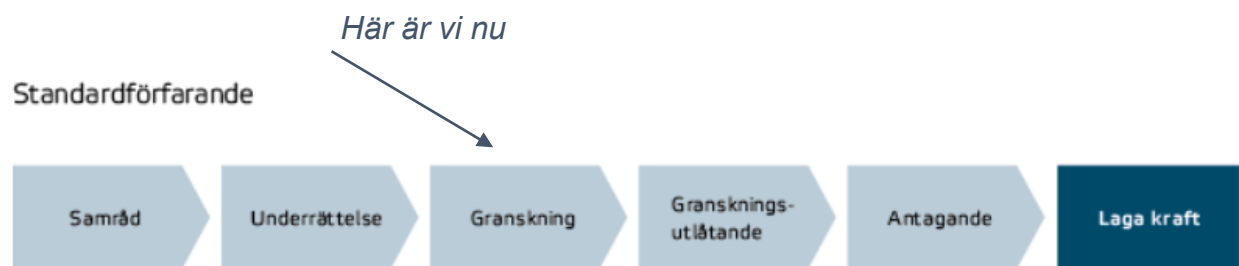 Här är vi nu
Standardförfarande
Samråd
Underrättelse
Granskning
Gransknings-
utlåtande
Antagande
Laga kraft